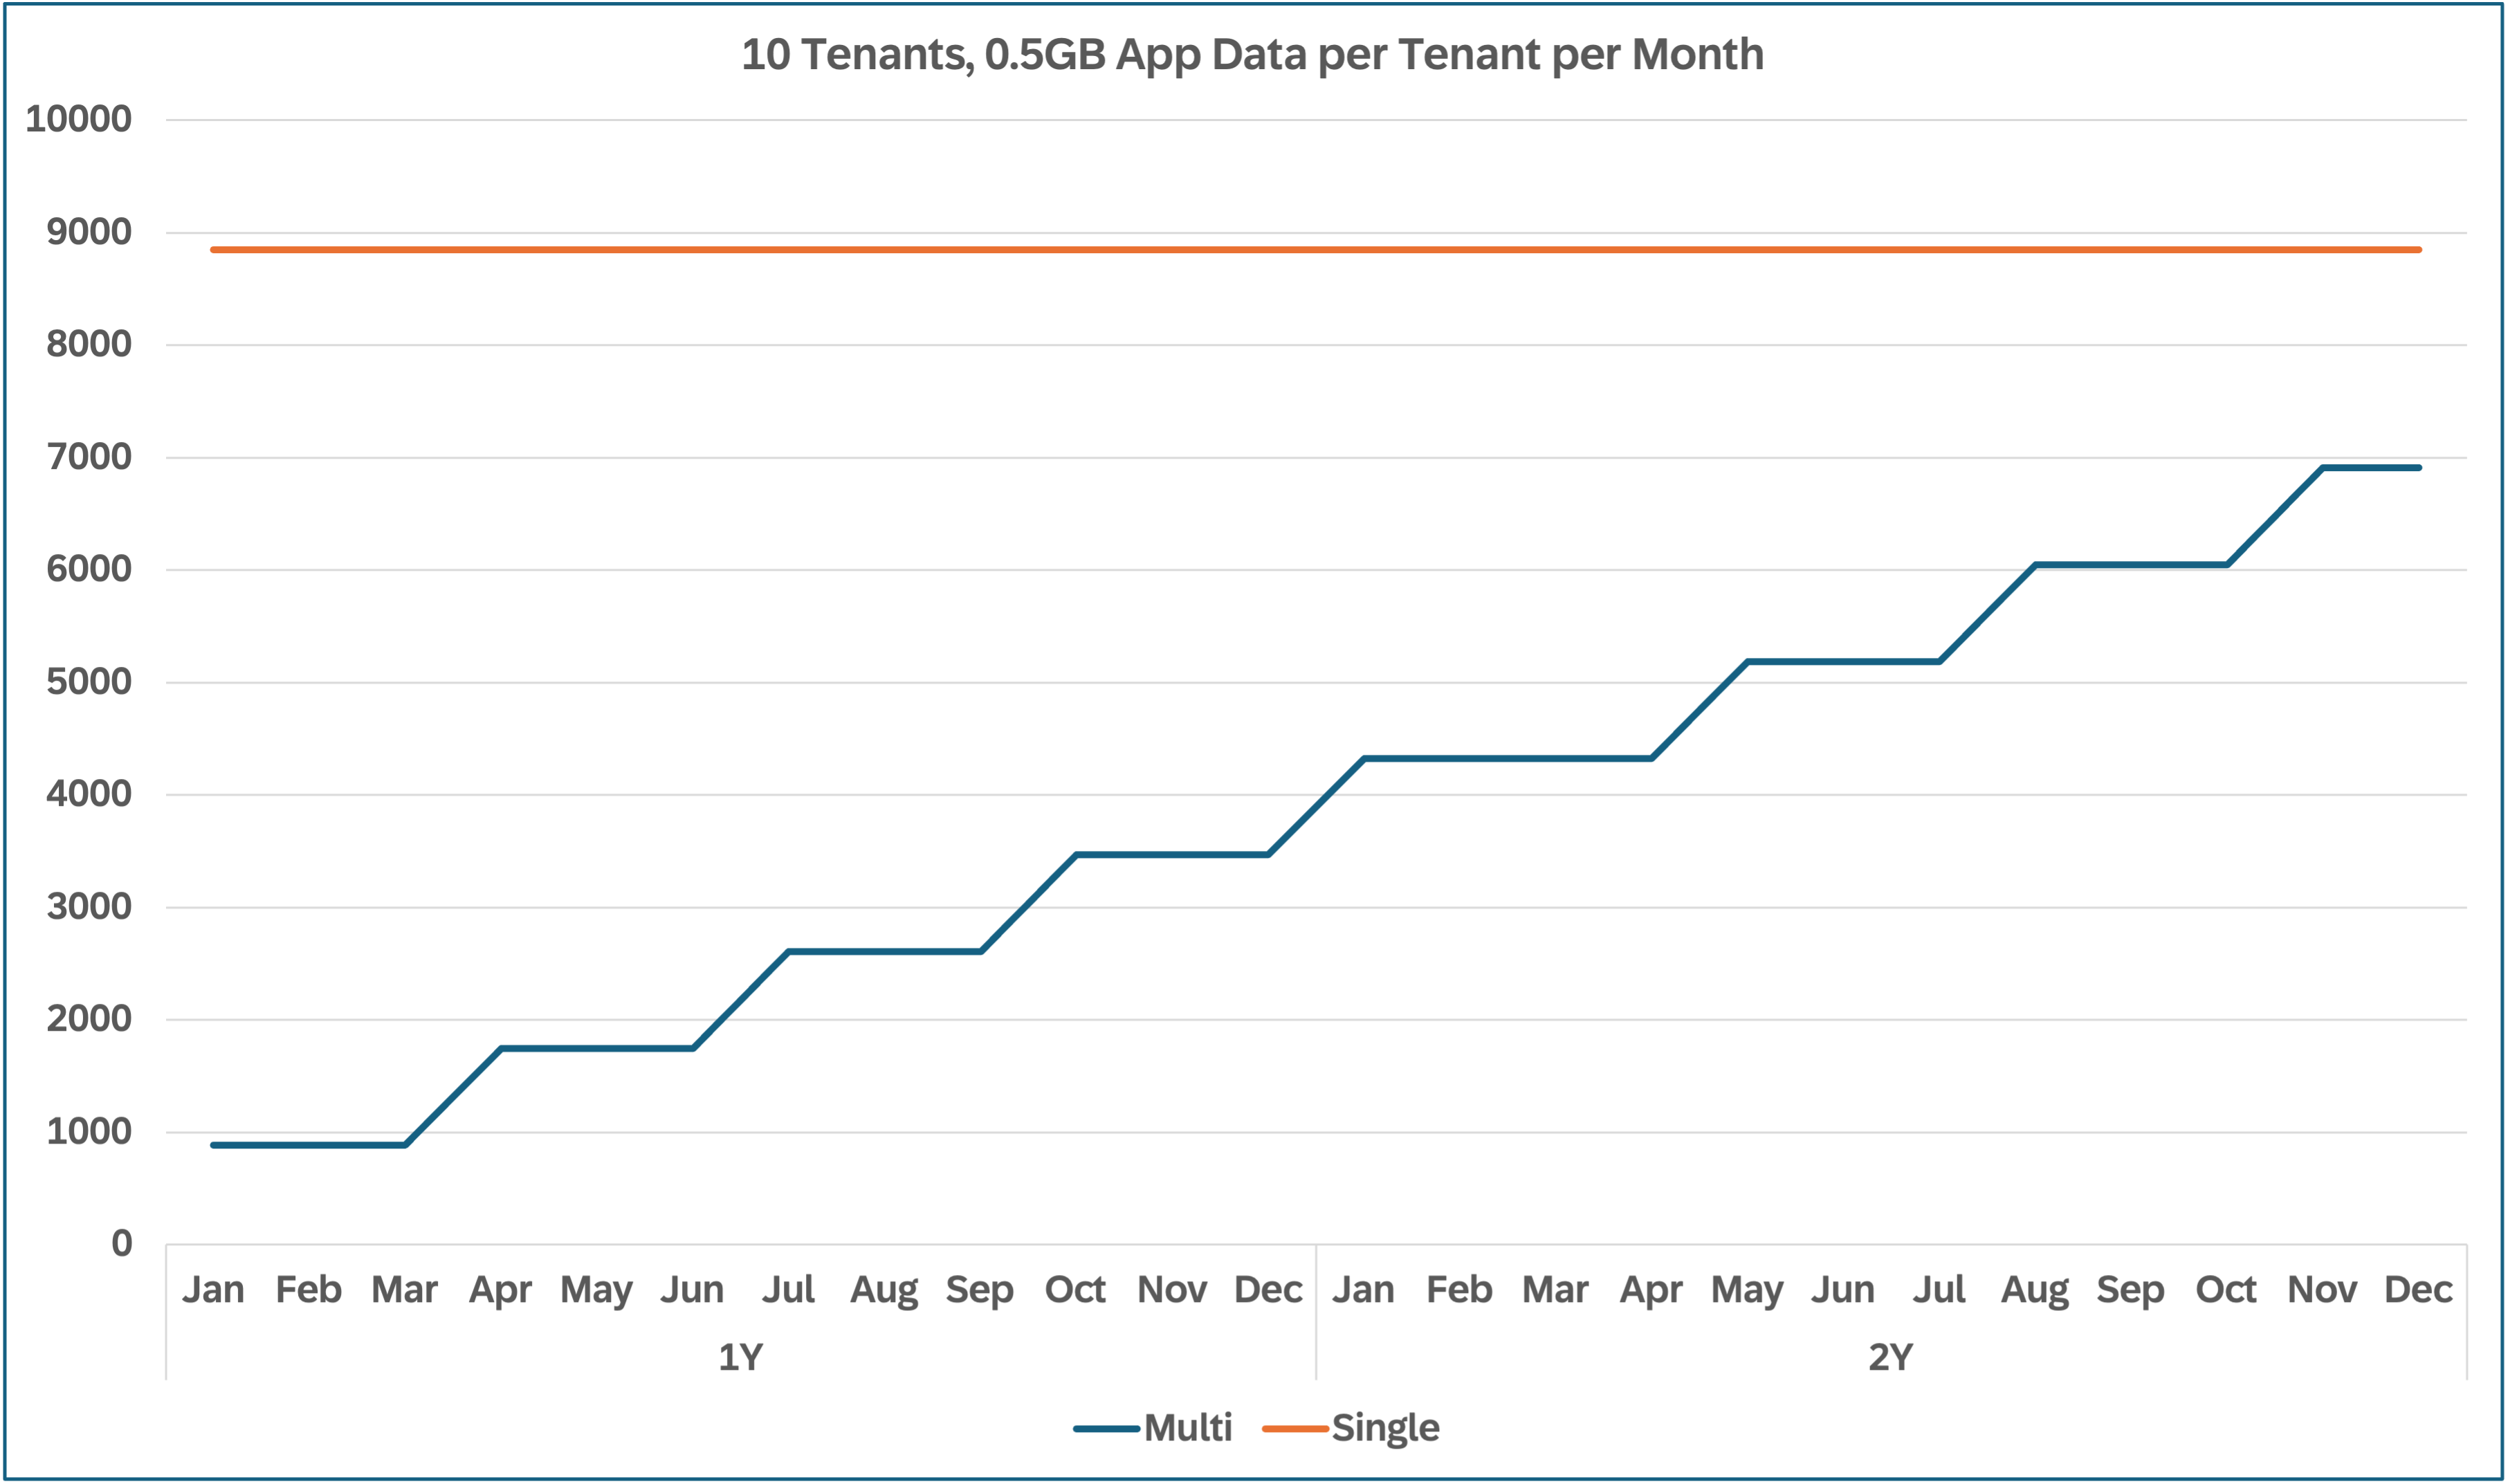 10 Tenants, 0.5GB App Data per Tenant per Month
10000
9000
8000
7000
6000
5000
4000
3000
2000
1000
0
Jan Feb Mar Apr May Jun Jul Aug Sep Oct Nov Dec Jan Feb Mar Apr May Jun Jul Aug Sep Oct Nov Dec
1Y 2Y
Multi Single